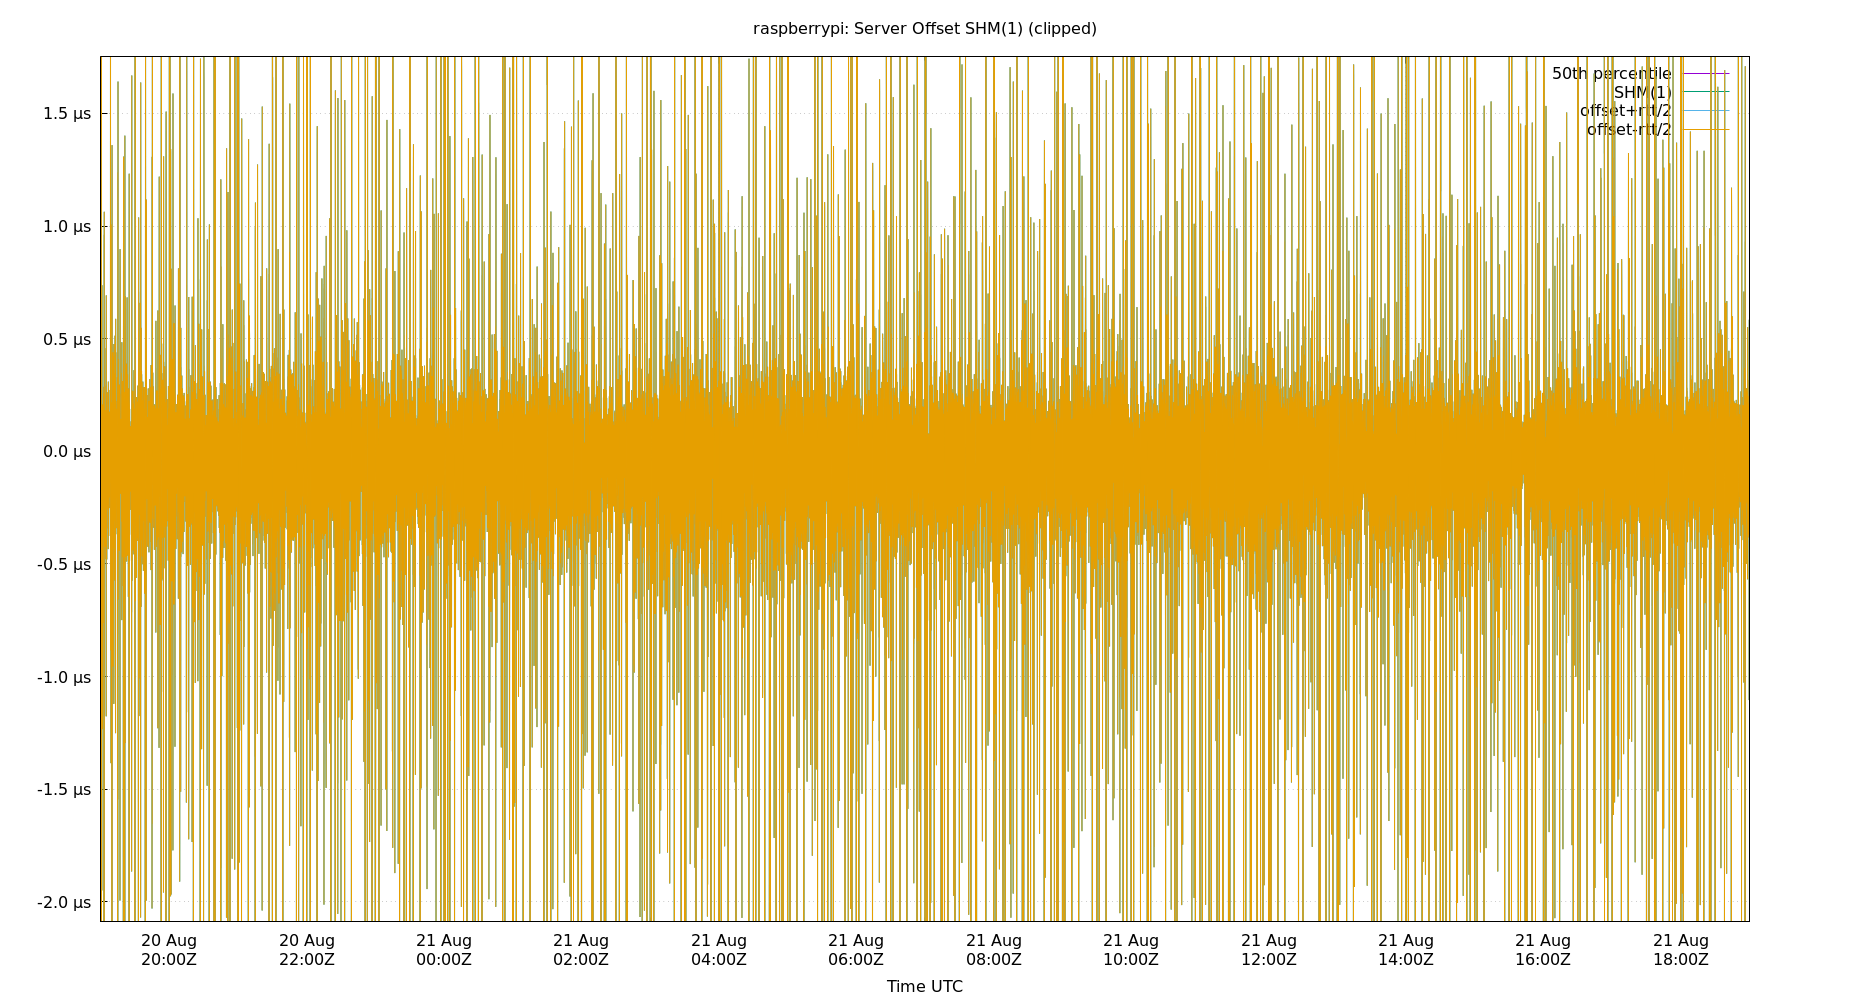 raspberrypi: Server Offset SHM(1) (clipped)
50th percentile
SHM(1)
offset+rtt/2
offset-rtt/2
1.5 µs
1.0 µs
0.5 µs
0.0 µs
-0.5 µs
-1.0 µs
-1.5 µs
-2.0 µs
20 Aug 20 Aug 21 Aug 21 Aug 21 Aug 21 Aug 21 Aug 21 Aug 21 Aug 21 Aug 21 Aug 21 Aug
20:00Z 22:00Z 00:00Z 02:00Z 04:00Z 06:00Z 08:00Z 10:00Z 12:00Z 14:00Z 16:00Z 18:00Z
Time UTC